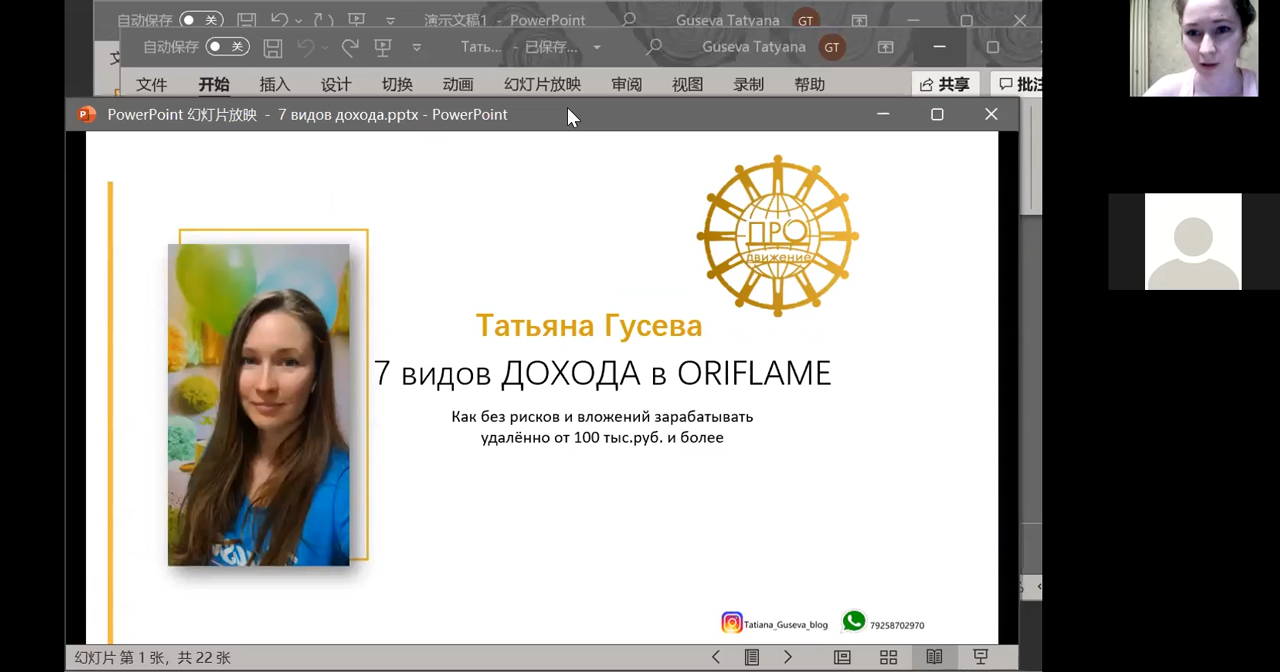 自动保存 关 演示文稿1 - PowerPoint Guseva Tatyana GT
自动保存 关 Тать... - 已保存... Guseva Tatyana GT
文件 开始 插入 设计 切换 动画 幻灯片放映 审阅 视图 录制 帮助 共享 批注
PowerPoint 幻灯片放映 - 7 видов дохода.pptx - PowerPoint
ПРО
движение
Татьяна Гусева
7 видов ДОХОДА в ORIFLAME
Как без рисков и вложений зарабатывать
удалённо от 100 тыс.руб. и более
Tatiana_Guseva_blog 79258702970
幻灯片 第 1 张，共 22 张